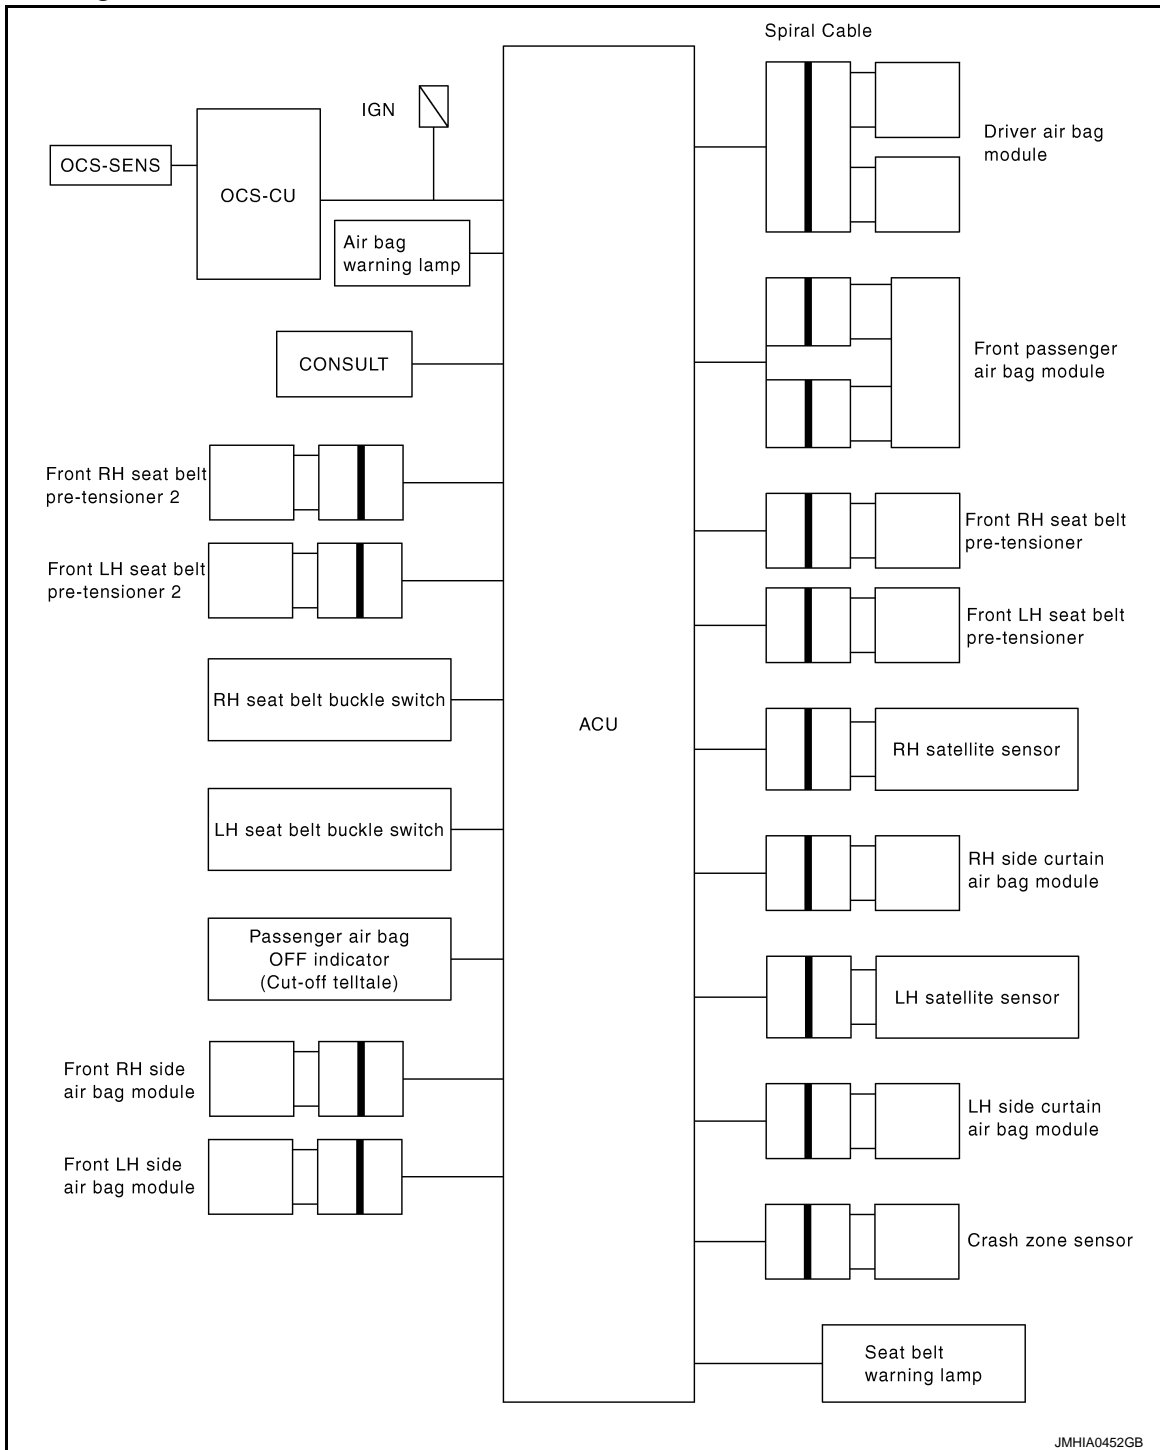 Spiral Cable
IGN
OCS-SENS
OCS-CU
Air bag
warning lamp
CONSULT
Front RH seat belt
pre-tensioner 2
Front LH seat belt
pre-tensioner 2
RH seat belt buckle switch
LH seat belt buckle switch
Passenger air bag
OFF indicator
(Cut-off telltale)
Front RH side
air bag module
Front LH side
air bag module
ACU
Driver air bag
module
Front passenger
air bag module
Front RH seat belt
pre-tensioner
Front LH seat belt
pre-tensioner
RH satellite sensor
RH side curtain
air bag module
LH satellite sensor
LH side curtain
air bag module
Crash zone sensor
Seat belt
warning lamp
JMHIA0452GB